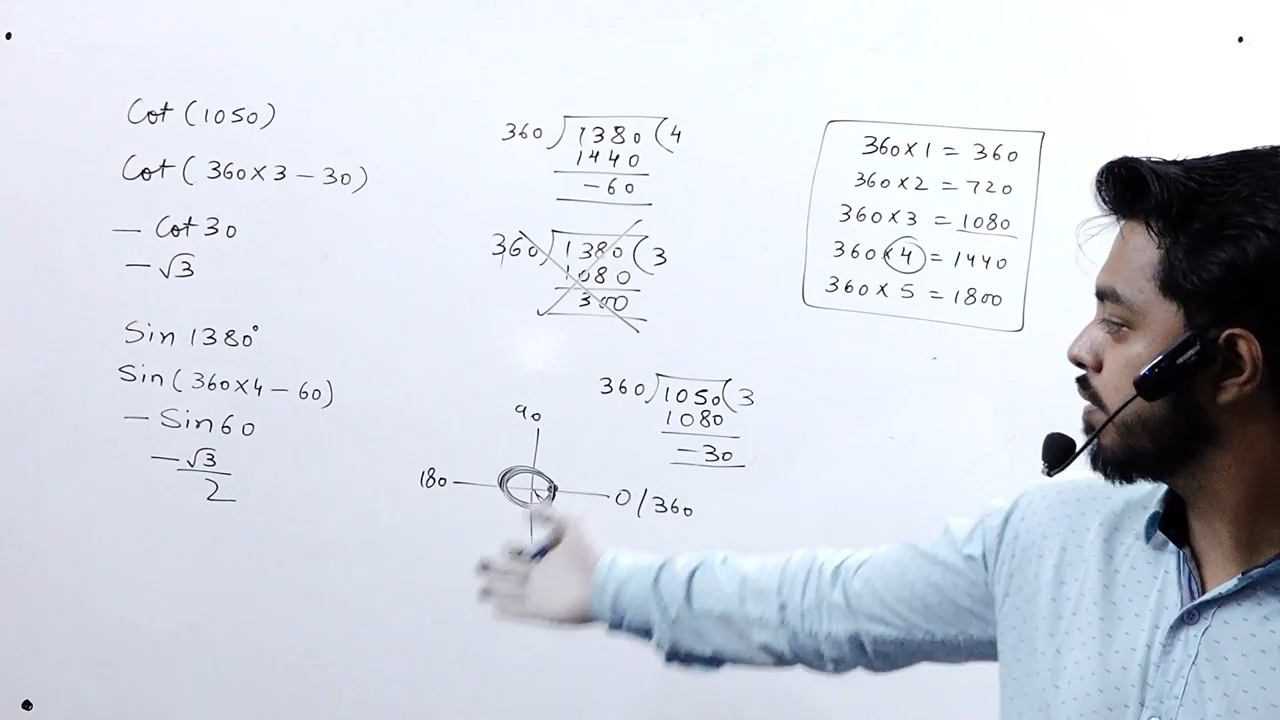 Cot (1050)
Cot ( 360×3 – 30)
– Cot 30
– √3
Sin 1380°
Sin (360×4 – 60)
– Sin 60
– √3
2
360 ) 1380 ( 4
1440
– 60
360 ) 1380 ( 3
1080
300
360 ) 1050 ( 3
1080
– 30
90
180
0 / 360
360×1 = 360
360×2 = 720
360×3 = 1080
360×4 = 1440
360×5 = 1800